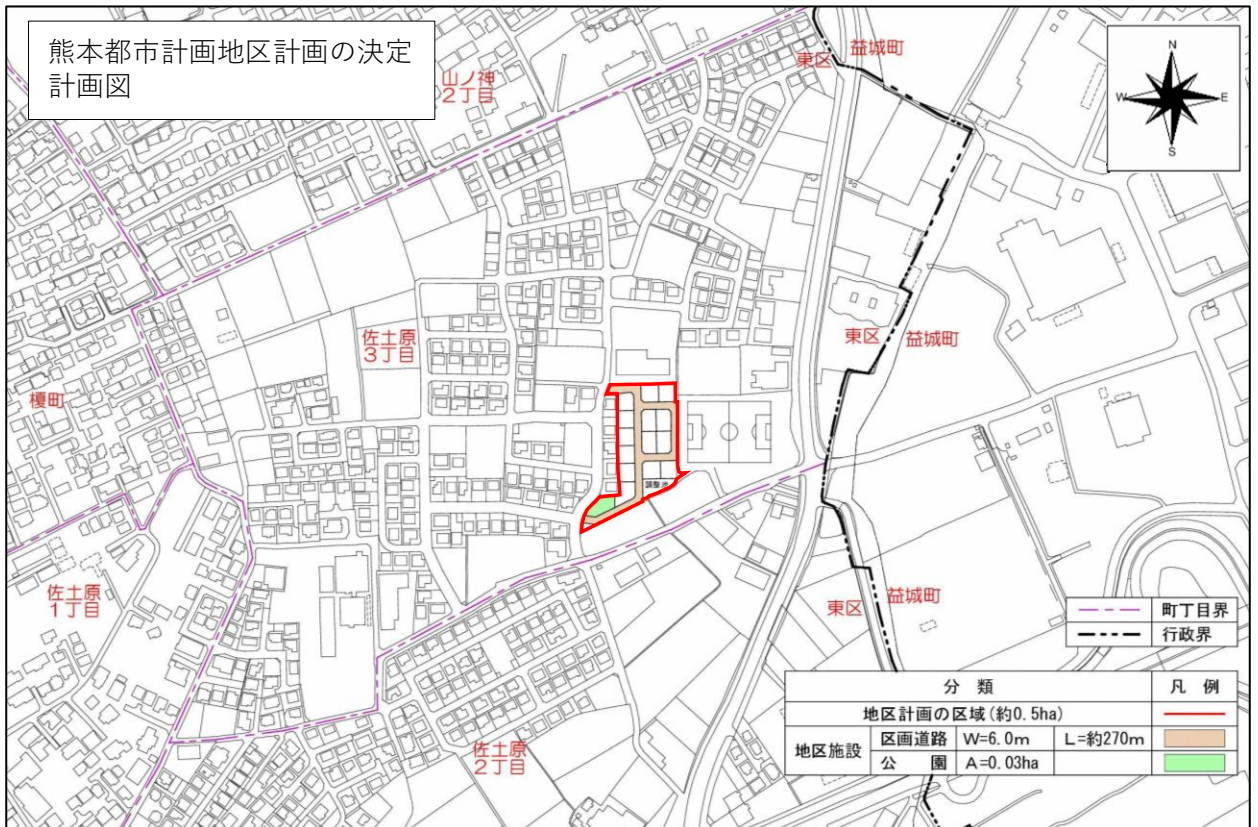 熊本都市計画地区計画の決定
計画図
山ノ神
2丁目
東区
益城町
N
W
E
S
佐土原
3丁目
東区
益城町
榎町
調整池
佐土原
1丁目
東区
益城町
町丁目界
行政界
佐土原
2丁目
分 類
凡 例
地区計画の区域(約0.5ha)
地区施設
区画道路 W=6.0m L=約270m
公 園 A=0.03ha